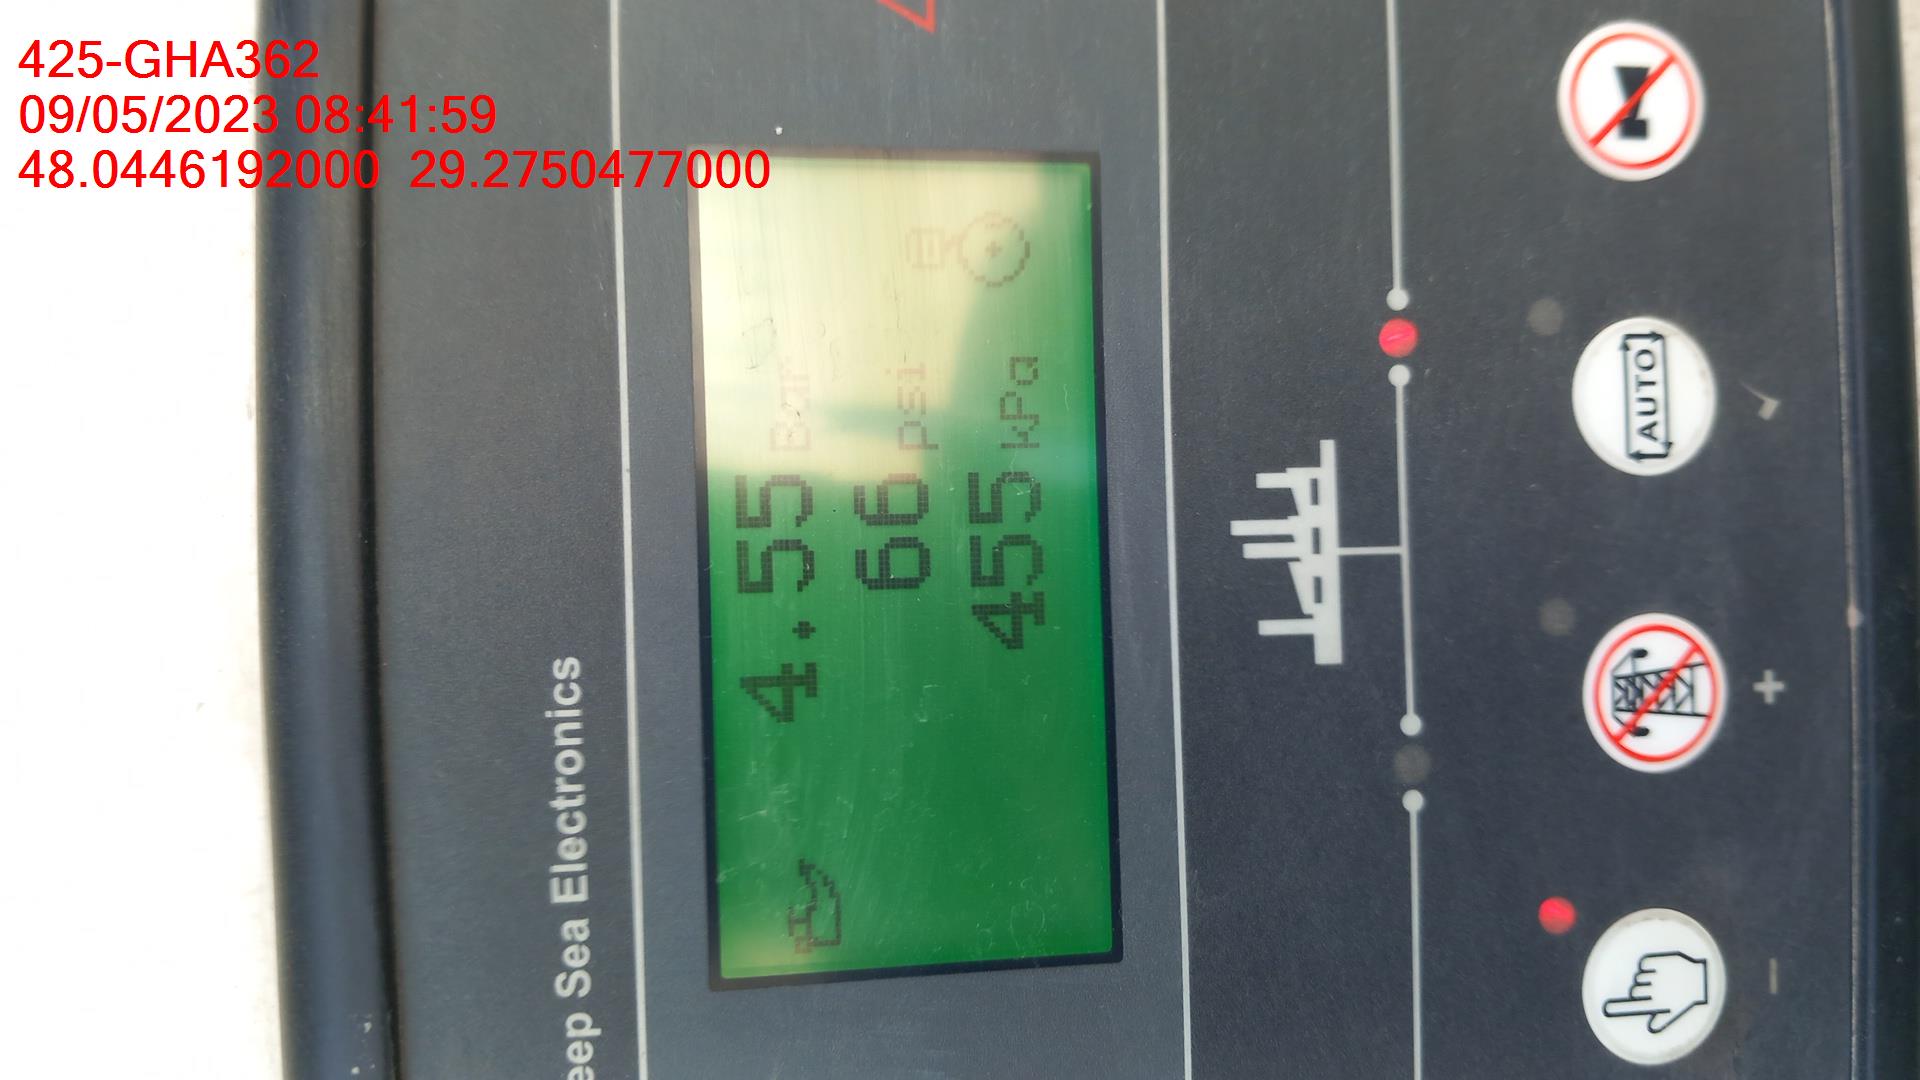 425-GHA362
09/05/2023 08:41:59
48.0446192000 29.2750477000
eep Sea Electronics
4.55 Bar
66 psi
455 kPa
AUTO
+
-